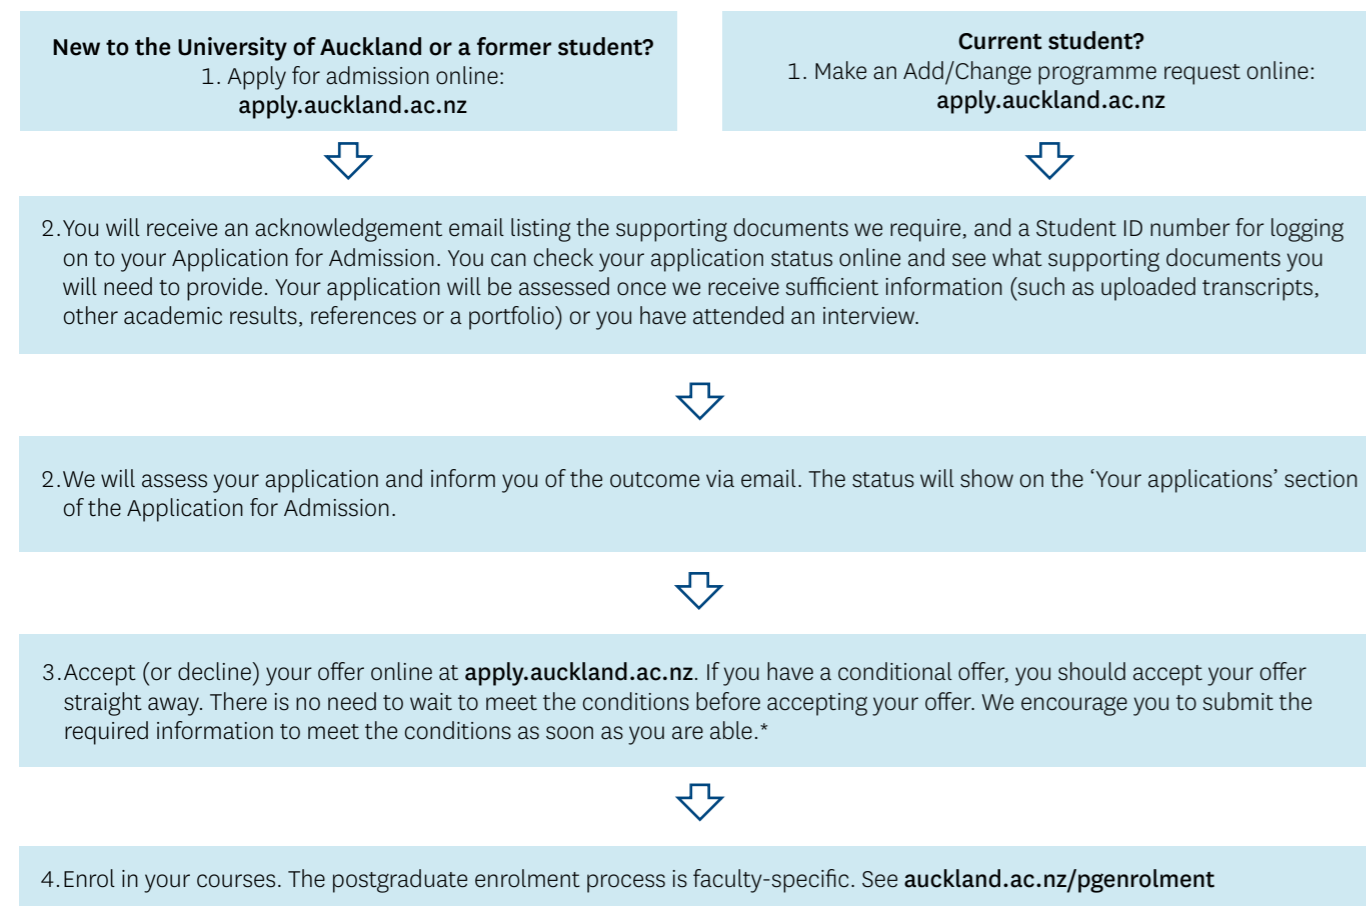 New to the University of Auckland or a former student?
1. Apply for admission online:
apply.auckland.ac.nz
Current student?
1. Make an Add/Change programme request online:
apply.auckland.ac.nz
2.You will receive an acknowledgement email listing the supporting documents we require, and a Student ID number for logging
on to your Application for Admission. You can check your application status online and see what supporting documents you
will need to provide. Your application will be assessed once we receive sufficient information (such as uploaded transcripts,
other academic results, references or a portfolio) or you have attended an interview.
2.We will assess your application and inform you of the outcome via email. The status will show on the ‘Your applications’ section
of the Application for Admission.
3.Accept (or decline) your offer online at apply.auckland.ac.nz. If you have a conditional offer, you should accept your offer
straight away. There is no need to wait to meet the conditions before accepting your offer. We encourage you to submit the
required information to meet the conditions as soon as you are able.*
4.Enrol in your courses. The postgraduate enrolment process is faculty-specific. See auckland.ac.nz/pgenrolment